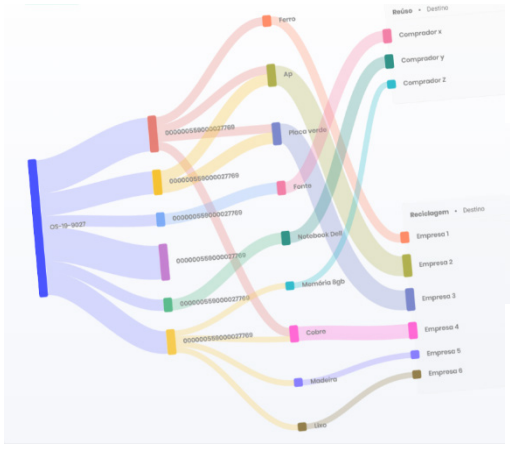 Reúso • Destino
Comprador x
Comprador y
Comprador Z
Ferro
Ap
Placa verde
Fonte
Notebook Dell
Memória 8gb
Cobre
Madeira
Lixo
OS-19-9027
000000559000027769
000000559000027769
000000559000027769
000000559000027769
000000559000027769
000000559000027769
Reciclagem • Destino
Empresa 1
Empresa 2
Empresa 3
Empresa 4
Empresa 5
Empresa 6